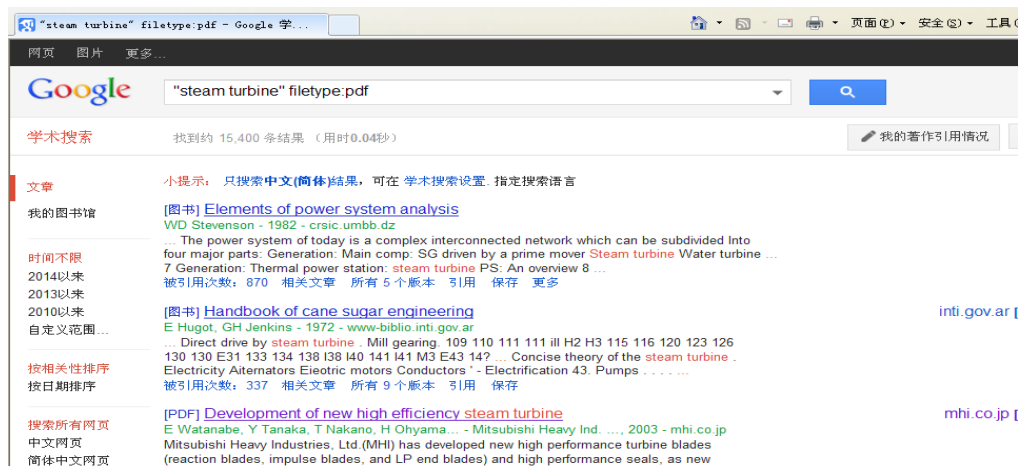 "steam turbine" filetype:pdf - Google 学...
页面(P) 安全(S) 工具(
网页 图片 更多...
Google
"steam turbine" filetype:pdf
学术搜索
找到约 15,400 条结果 （用时0.04秒）
我的著作引用情况
文章
我的图书馆
时间不限
2014以来
2013以来
2010以来
自定义范围...
按相关性排序
按日期排序
搜索所有网页
中文网页
简体中文网页
小提示： 只搜索中文(简体)结果，可在 学术搜索设置. 指定搜索语言
[图书] Elements of power system analysis
WD Stevenson - 1982 - crsic.umbb.dz
... The power system of today is a complex interconnected network which can be subdivided Into
four major parts: Generation: Main comp: SG driven by a prime mover Steam turbine Water turbine ...
7 Generation: Thermal power station: steam turbine PS: An overview 8 ...
被引用次数：870 相关文章 所有 5 个版本 引用 保存 更多
[图书] Handbook of cane sugar engineering
inti.gov.ar [
E Hugot, GH Jenkins - 1972 - www-biblio.inti.gov.ar
... Direct drive by steam turbine . Mill gearing. 109 110 111 111 ill H2 H3 115 116 120 123 126
130 130 E31 133 134 138 I38 I40 141 I41 M3 E43 14? ... Concise theory of the steam turbine .
Electricity Aiternators Eieotric motors Conductors ' - Electrification 43. Pumps . . . . ...
被引用次数：337 相关文章 所有 9 个版本 引用 保存
[PDF] Development of new high efficiency steam turbine
mhi.co.jp [
E Watanabe, Y Tanaka, T Nakano, H Ohyama... - Mitsubishi Heavy Ind. ..., 2003 - mhi.co.jp
Mitsubishi Heavy Industries, Ltd.(MHI) has developed new high performance turbine blades
(reaction blades, impulse blades, and LP end blades) and high performance seals, as new